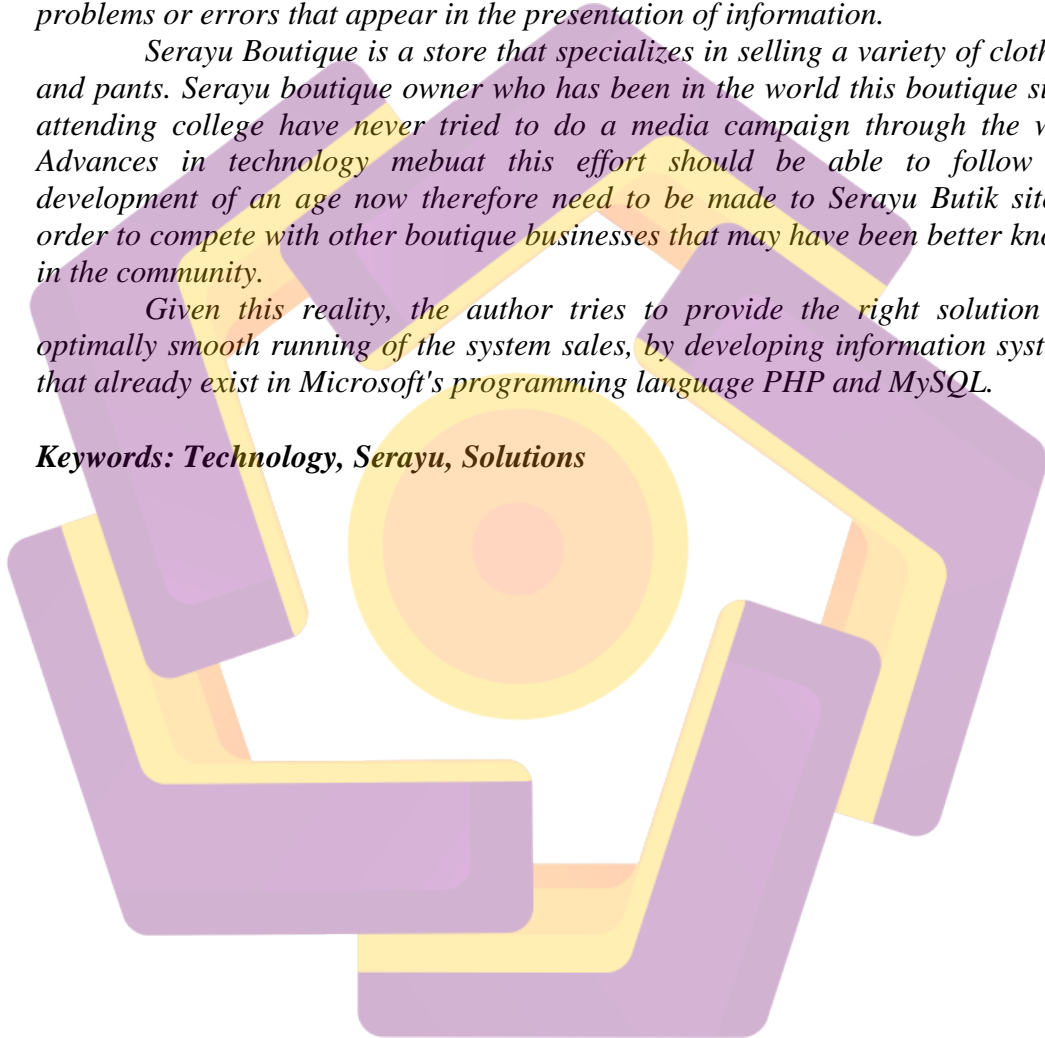 problems or errors that appear in the presentation of information.
Serayu Boutique is a store that specializes in selling a variety of cloth
and pants. Serayu boutique owner who has been in the world this boutique
attending college have never tried to do a media campaign through the
Advances in technology mebuat this effort should be able to follow
development of an age now therefore need to be made to Serayu Butik
order to compete with other boutique businesses that may have been better
in the community.
Given this reality, the author tries to provide the right solution
optimally smooth running of the system sales, by developing information
that already exist in Microsoft's programming language PHP and MySQL.
Keywords: Technology, Serayu, Solutions